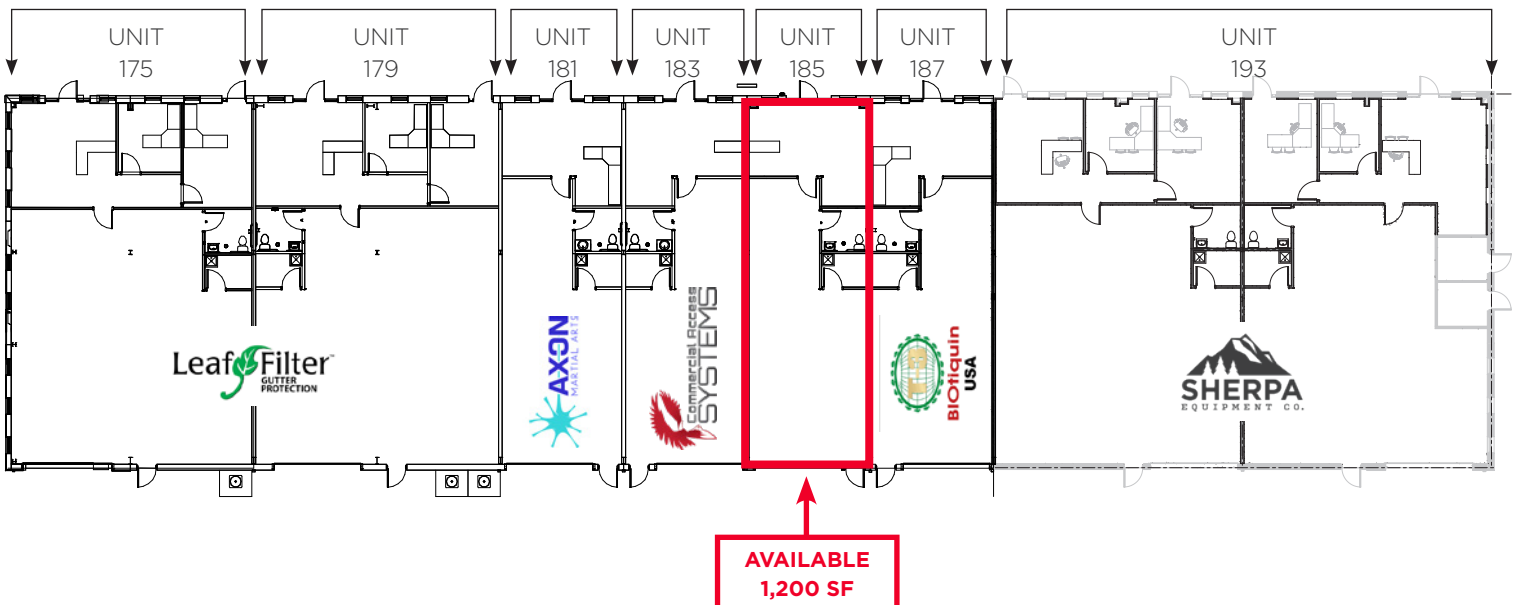 UNIT
175
UNIT
179
UNIT
181
UNIT
183
UNIT
185
UNIT
187
UNIT
193
LeafFilter™
GUTTER
PROTECTION
AXON
MARTIAL ARTS
Commercial Access
SYSTEMS
BIOtiquin
USA
SHERPA
EQUIPMENT CO.
AVAILABLE
1,200 SF